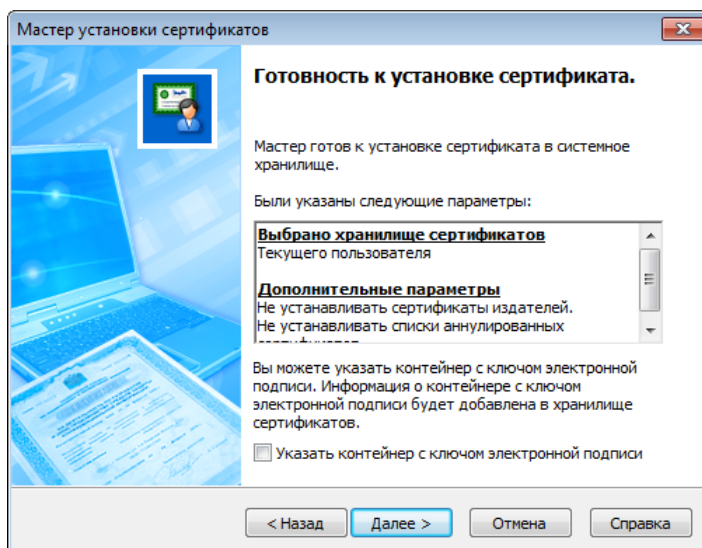 Мастер установки сертификатов
Готовность к установке сертификата.
Мастер готов к установке сертификата в системное
хранилище.
Были указаны следующие параметры:
Выбрано хранилище сертификатов
Текущего пользователя
Дополнительные параметры
Не устанавливать сертификаты издателей.
Не устанавливать списки аннулированных
Вы можете указать контейнер с ключом электронной
подписи. Информация о контейнере с ключом
электронной подписи будет добавлена в хранилище
сертификатов.
Указать контейнер с ключом электронной подписи
< Назад
Далее >
Отмена
Справка